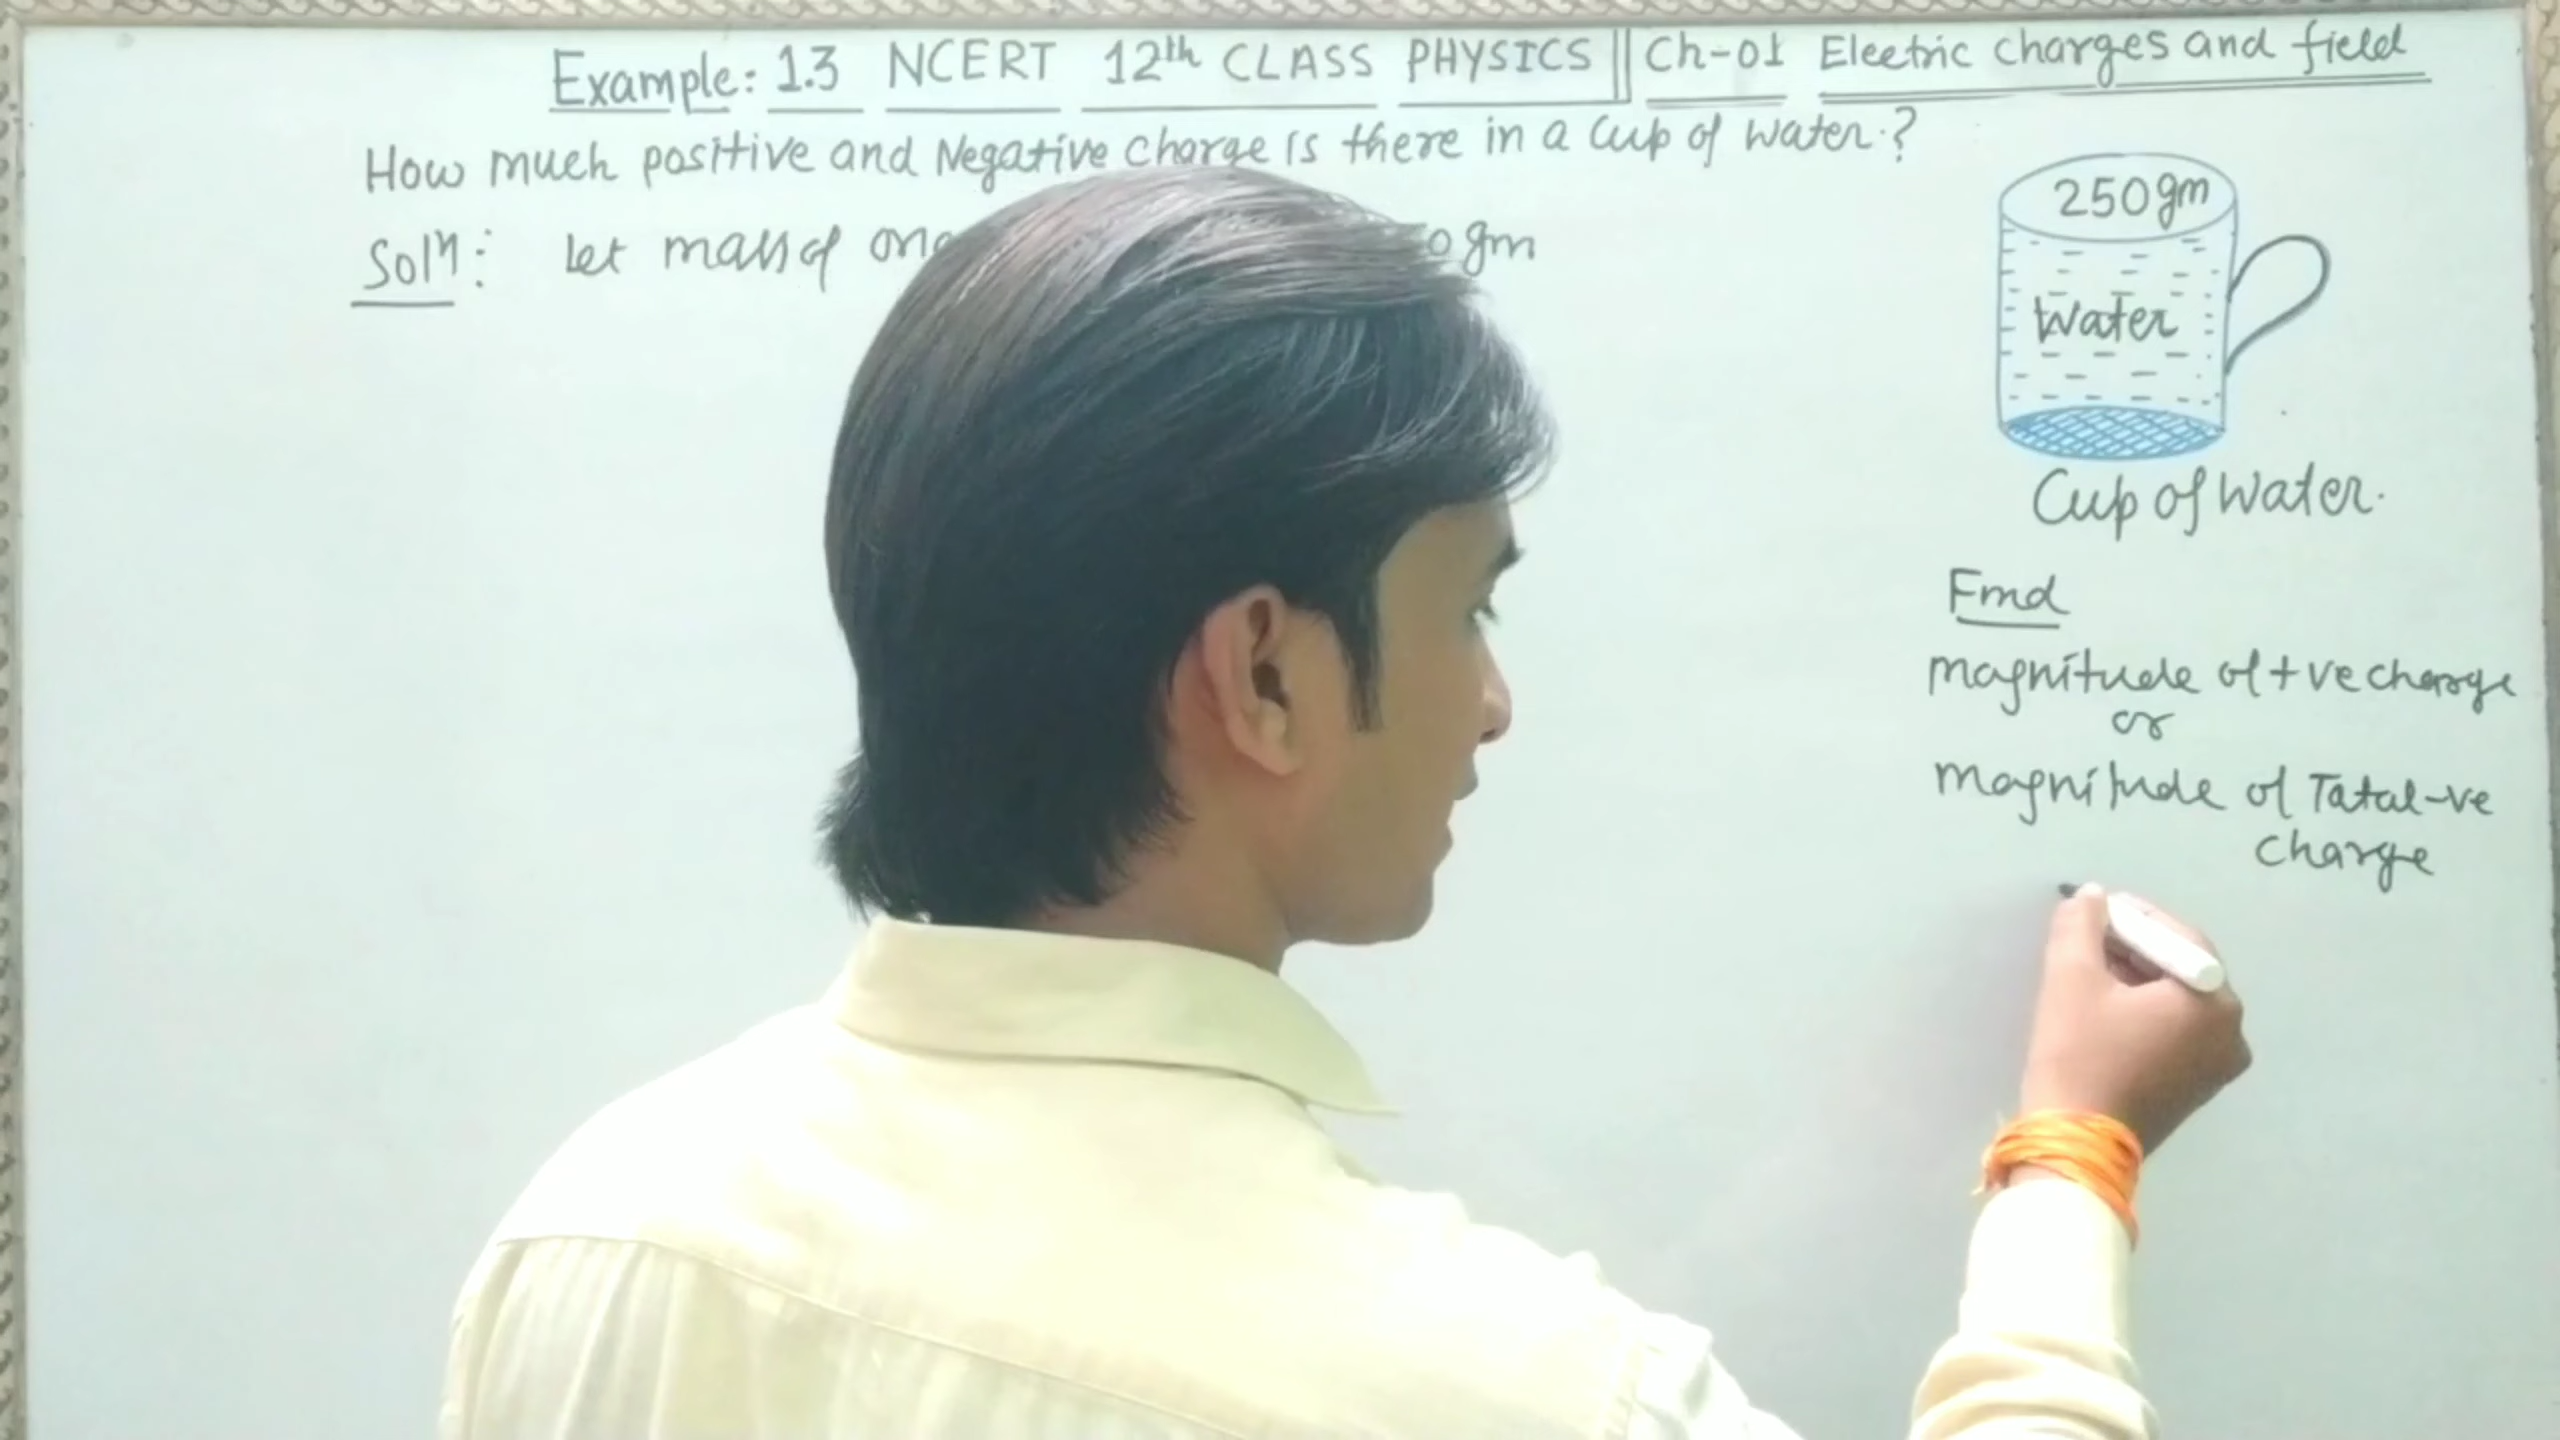 Example: 1.3 NCERT 12th CLASS PHYSICS || Ch-01 Electric Charges and field
How much positive and Negative Charge is there in a Cup of Water.?
Solⁿ: Let mass of gm
250gm
Water
Cup of Water.
Find
magnitude of +ve charge
or
magnitude of Tatal -ve
charge